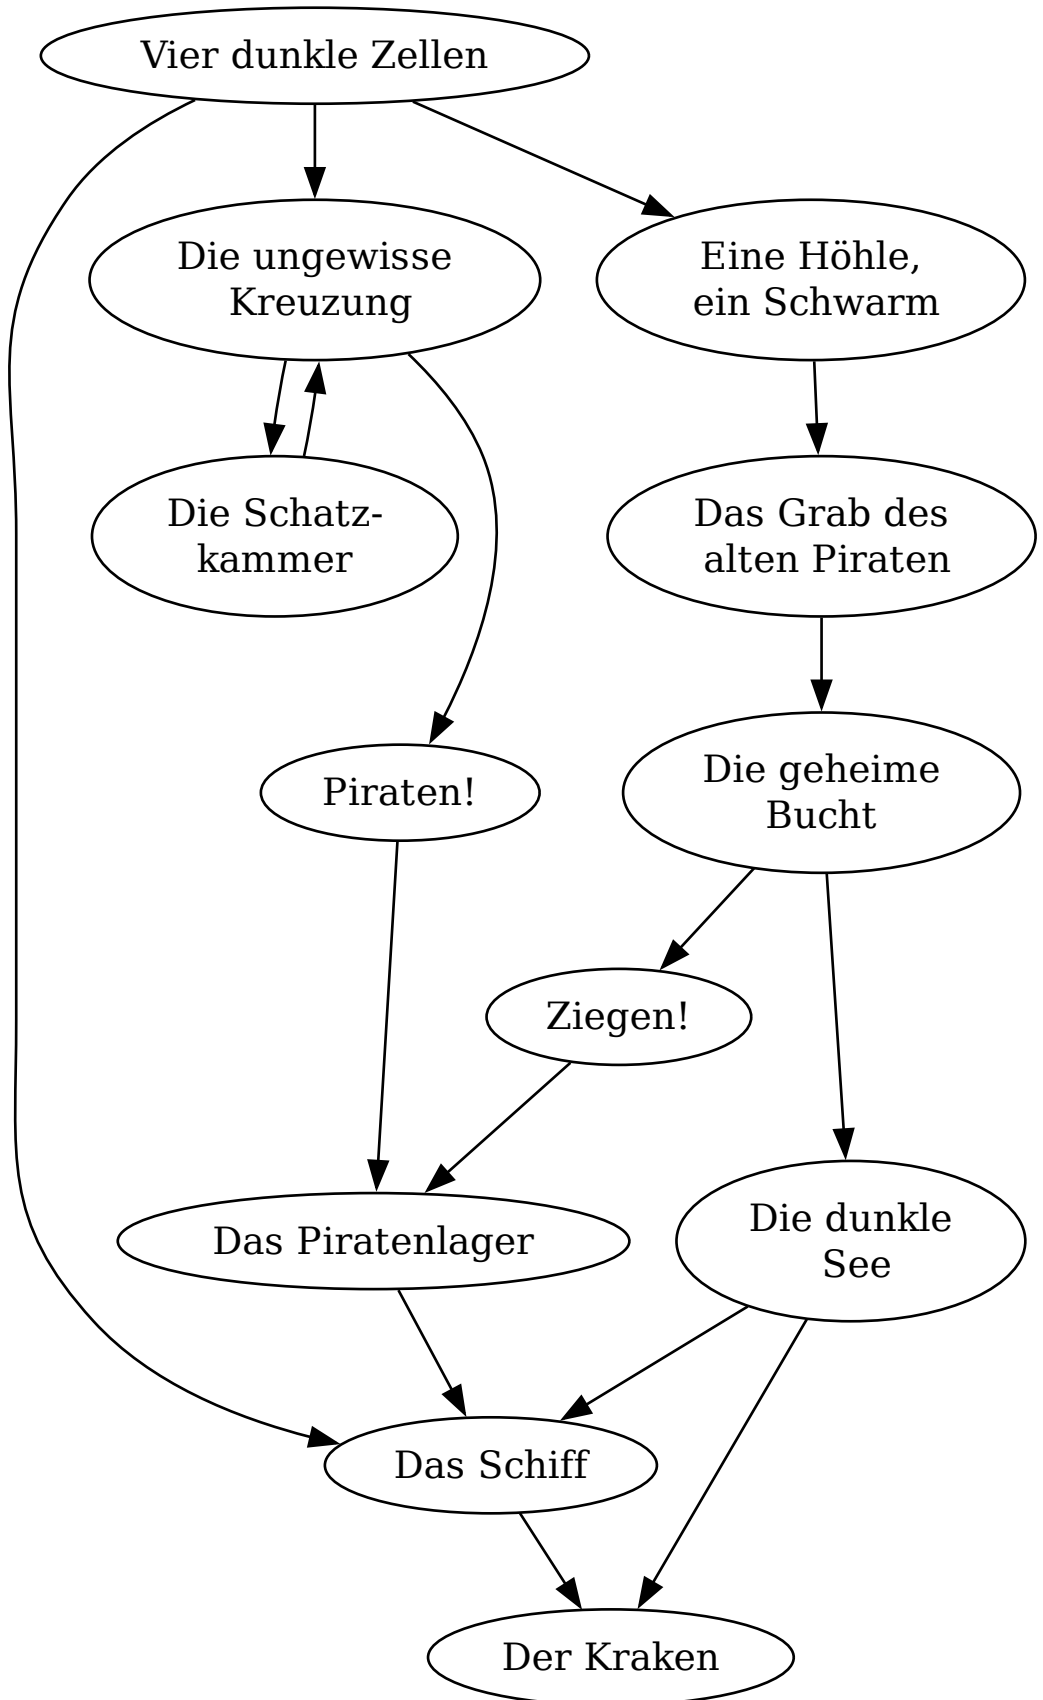 Vier dunkle Zellen
Die ungewisse
Kreuzung
Eine Höhle,
ein Schwarm
Die Schatz-
kammer
Das Grab des
alten Piraten
Piraten!
Die geheime
Bucht
Ziegen!
Das Piratenlager
Die dunkle
See
Das Schiff
Der Kraken